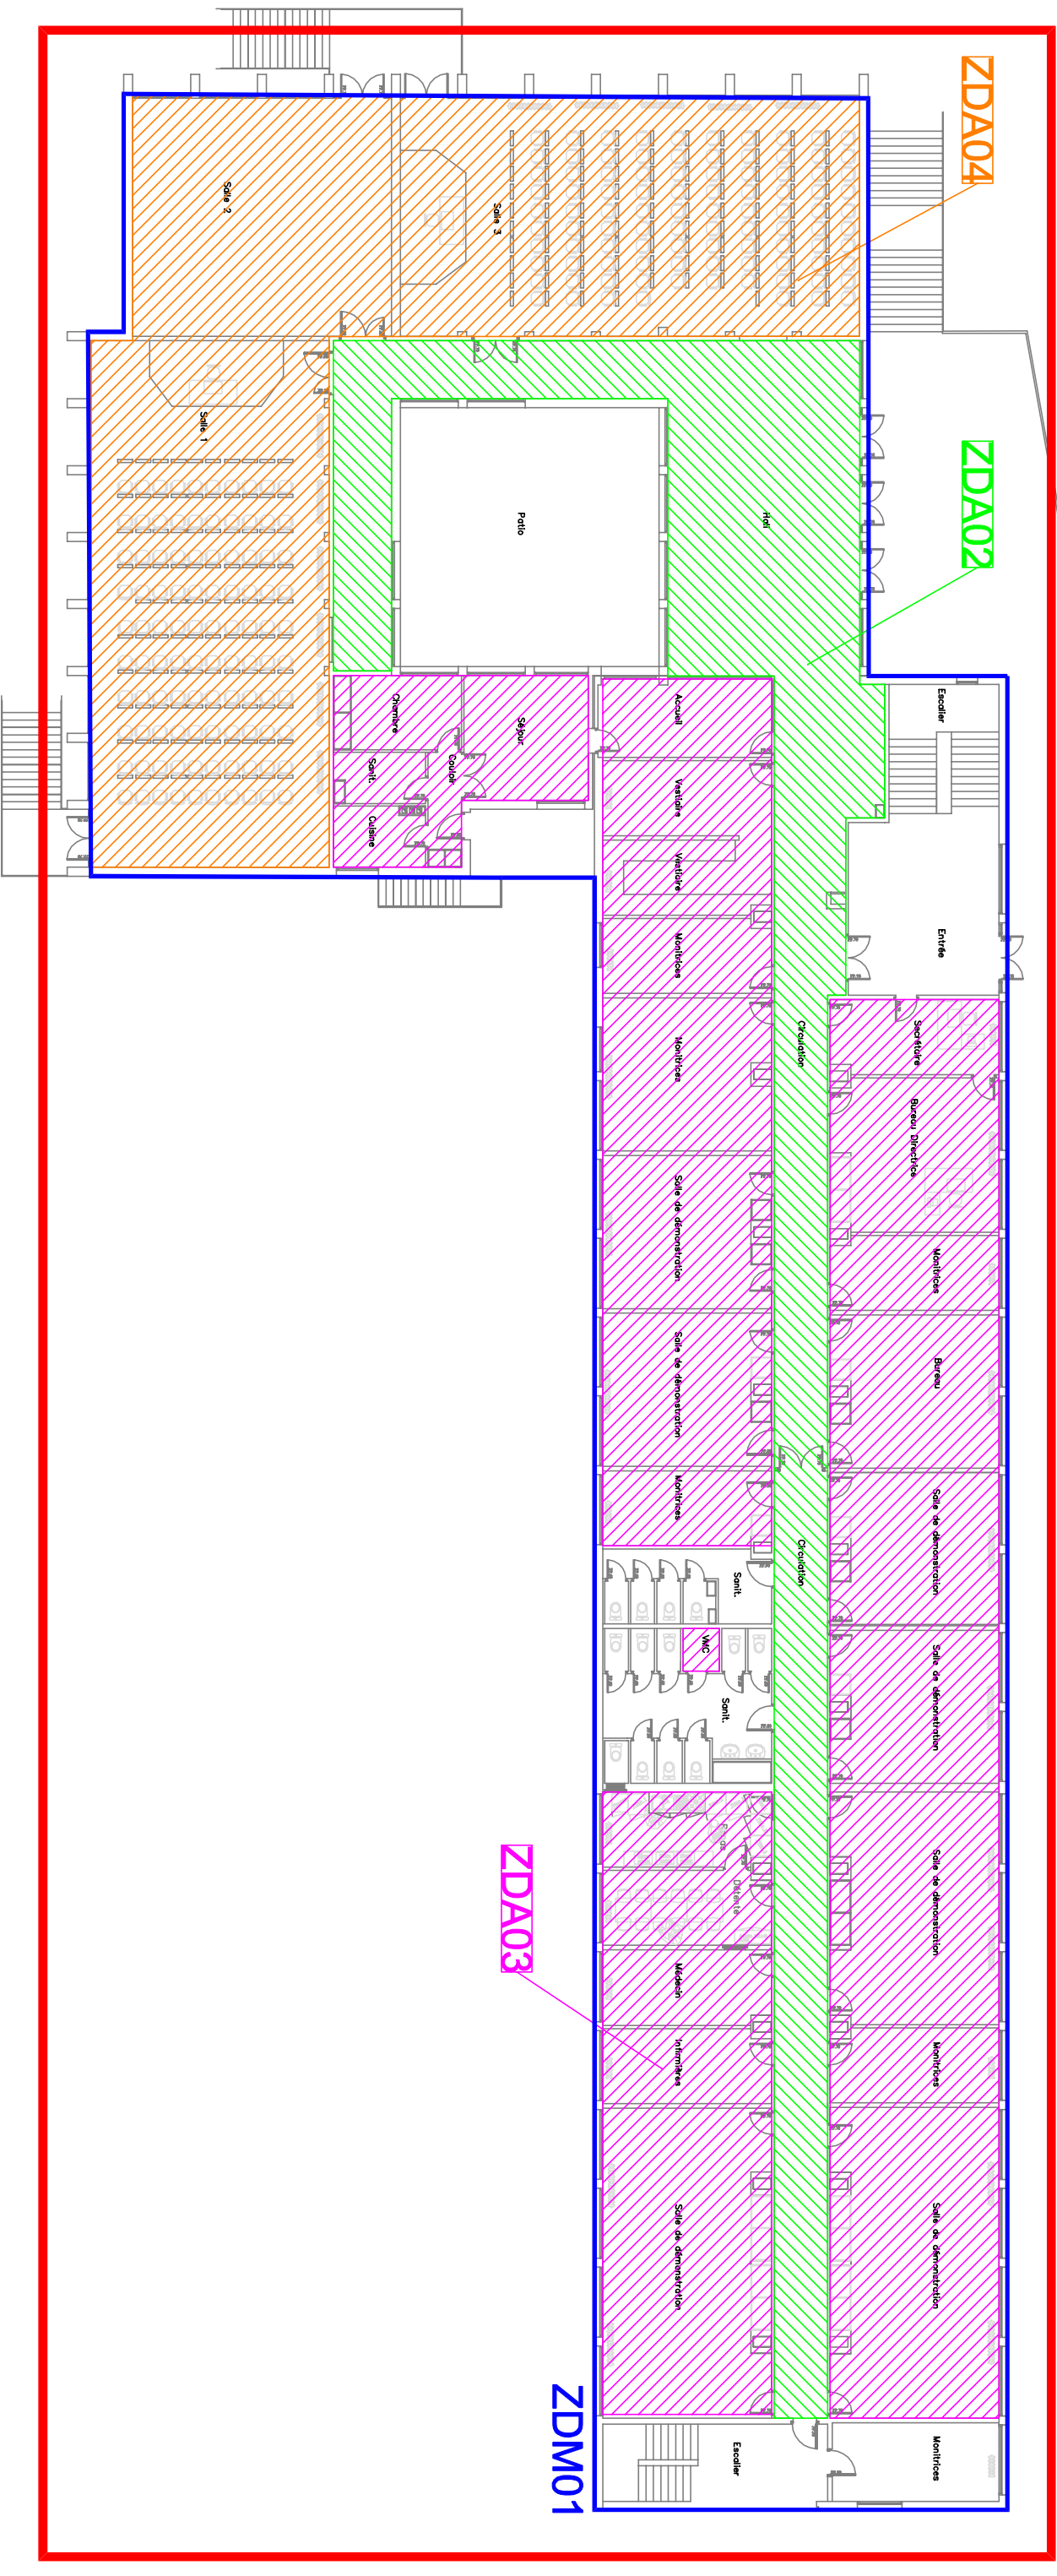 ZDA04
ZDA02
ZDA03
ZDM01
Salle 2
Salle 3
Salle 1
Patio
Hall
Escalier
Entrée
Chambre
Séjour
Sanit.
Couloir
Cuisine
Accueil
Vestiaire
Vestiaire
Monitrices
Monitrices
Circulation
Secrétaire
Bureau Directrice
Monitrices
Bureau
Salle de démonstration
Salle de démonstration
Monitrices
Circulation
Salle de démonstration
Salle de démonstration
Salle de démonstration
Sanit.
VMC
Sanit.
Détente
Médecin
Infirmières
Monitrices
Salle de démonstration
Salle de démonstration
Escalier
Monitrices